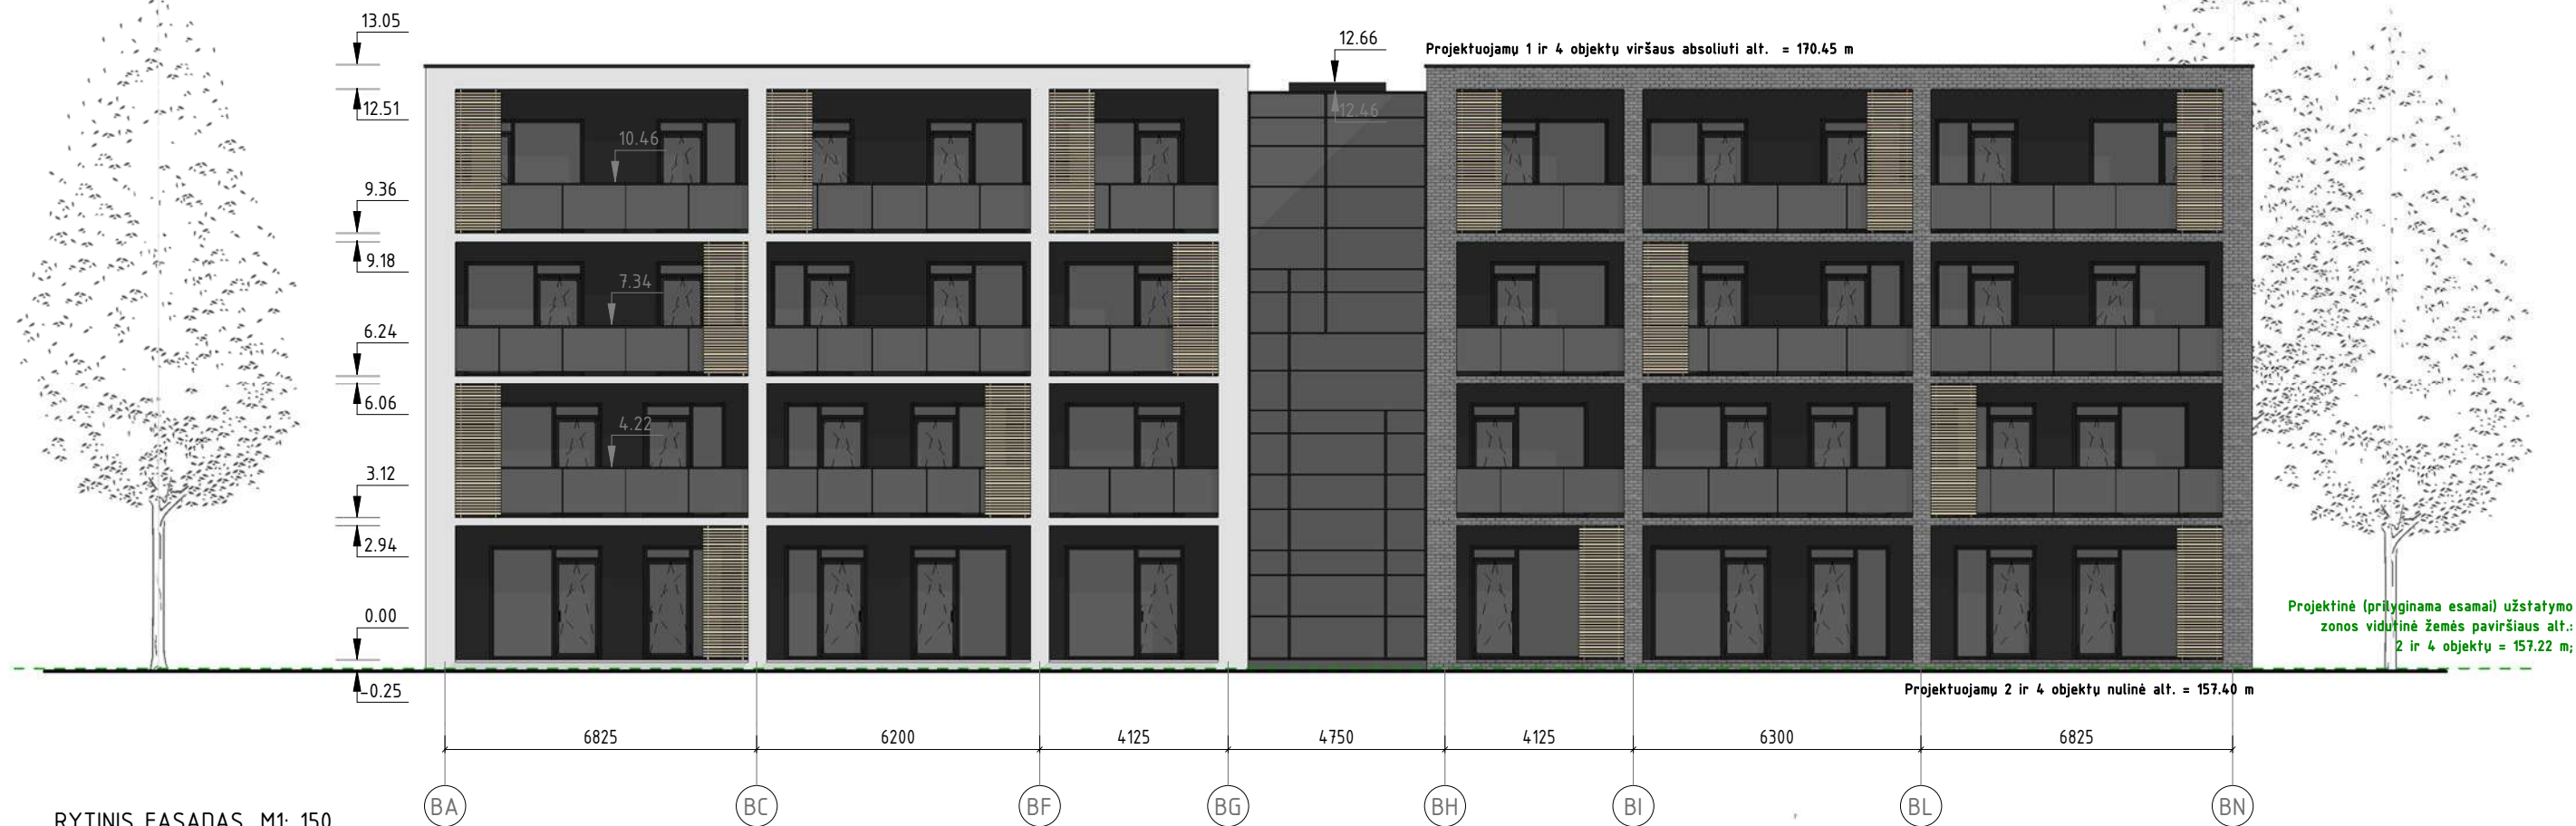 13.05
12.66
Projektuojamų 1 ir 4 objektų viršaus absoliuti alt. = 170.45 m
12.51
12.46
10.46
9.36
9.18
7.34
6.24
6.06
4.22
3.12
2.94
0.00
Projektinė (prilyginama esamai) užstatymo
zonos vidutinė žemės paviršiaus alt.:
2 ir 4 objektų = 157.22 m;
-0.25
Projektuojamų 2 ir 4 objektų nulinė alt. = 157.40 m
6825 6200 4125 4750 4125 6300 6825
BA BC BF BG BH BI BL BN
RYTINIS FASADAS M1: 150